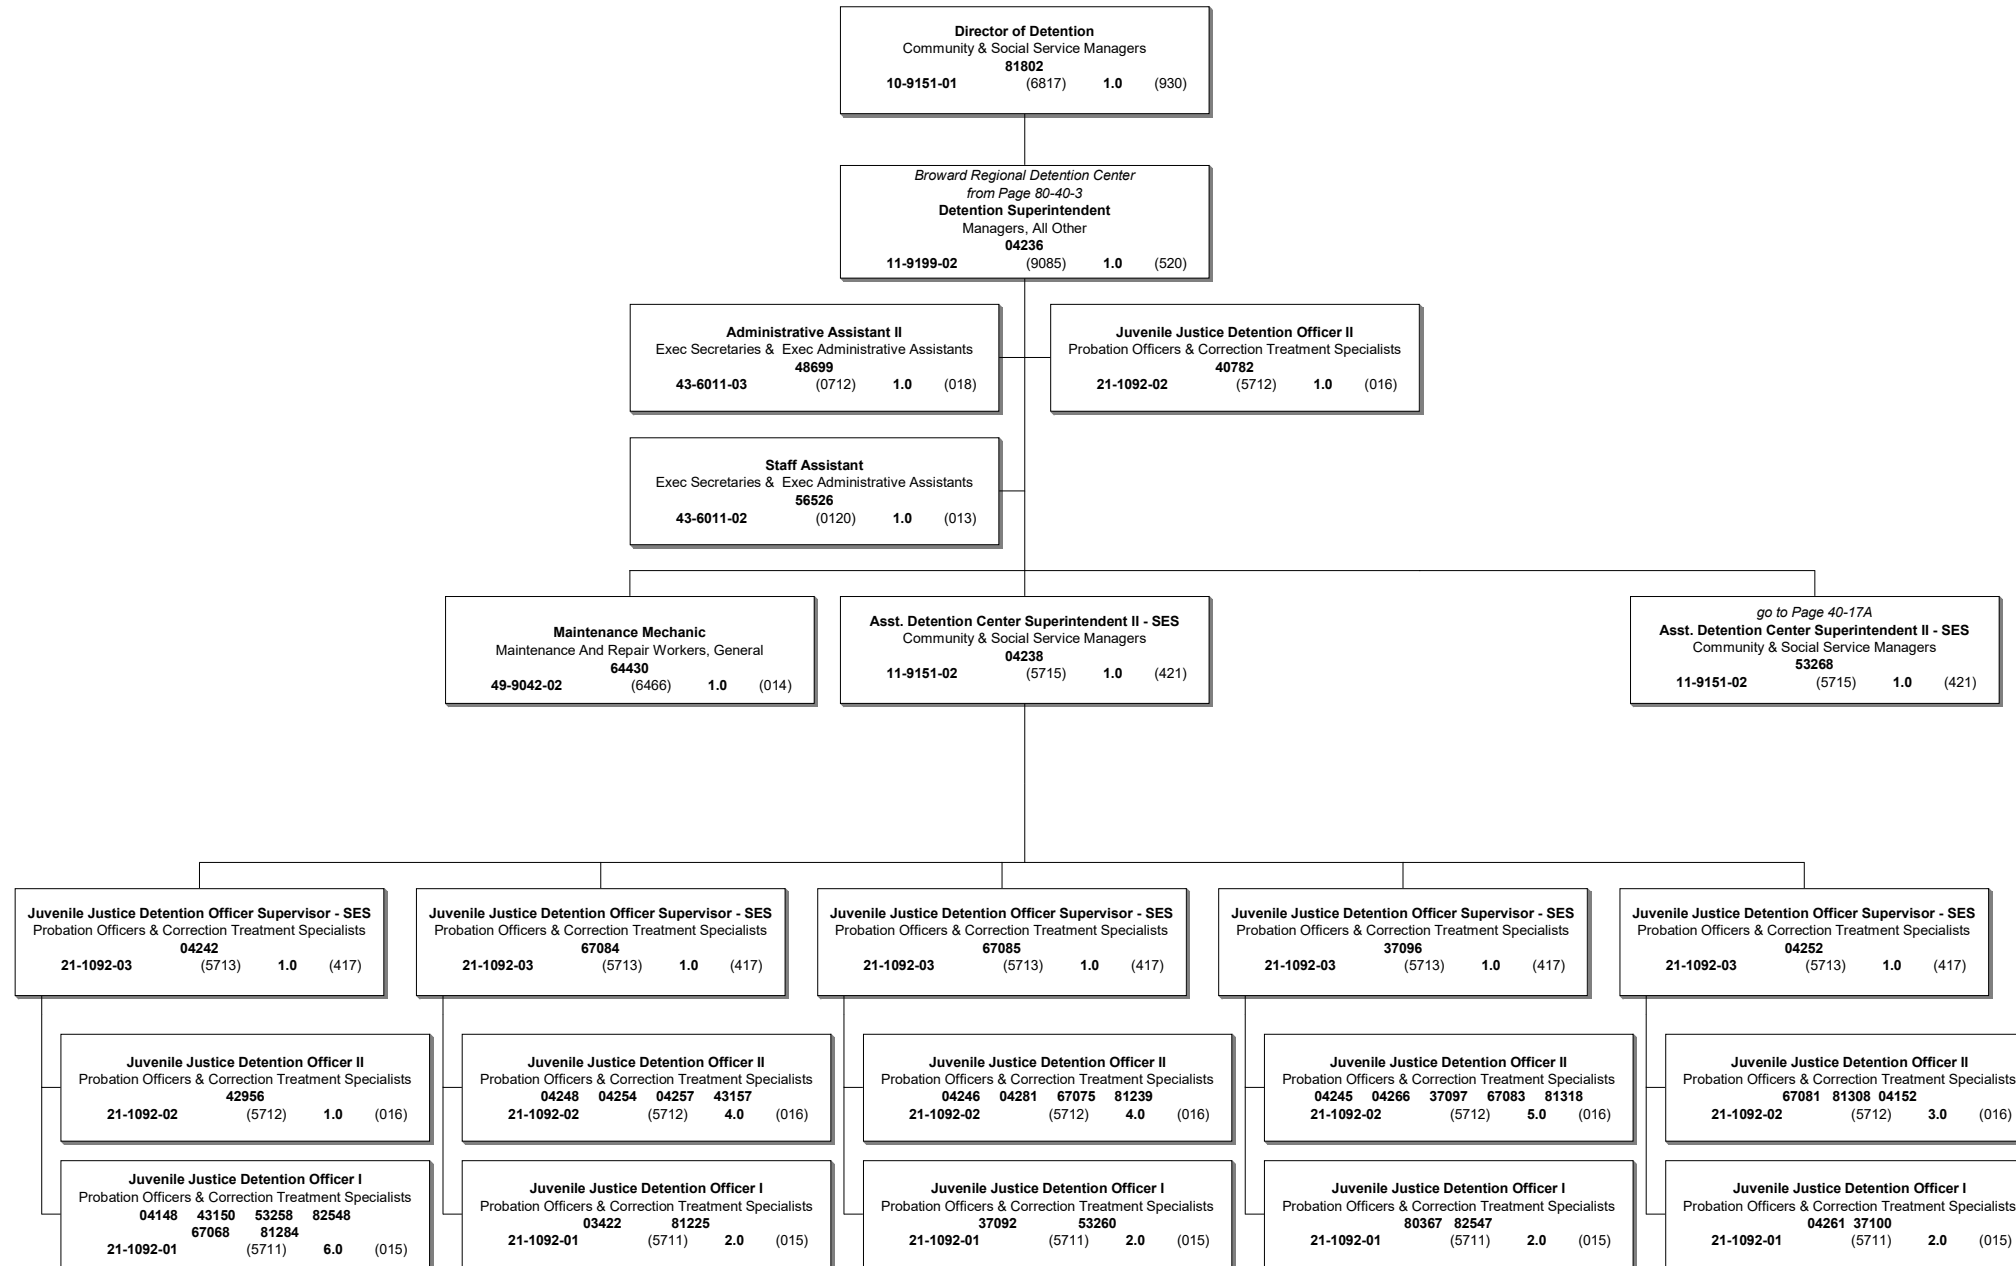 Director of Detention
Community & Social Service Managers
81802
10-9151-01 (6817) 1.0 (930)
Broward Regional Detention Center
from Page 80-40-3
Detention Superintendent
Managers, All Other
04236
11-9199-02 (9085) 1.0 (520)
Administrative Assistant II
Exec Secretaries & Exec Administrative Assistants
48699
43-6011-03 (0712) 1.0 (018)
Juvenile Justice Detention Officer II
Probation Officers & Correction Treatment Specialists
40782
21-1092-02 (5712) 1.0 (016)
Staff Assistant
Exec Secretaries & Exec Administrative Assistants
56526
43-6011-02 (0120) 1.0 (013)
Maintenance Mechanic
Maintenance And Repair Workers, General
64430
49-9042-02 (6466) 1.0 (014)
Asst. Detention Center Superintendent II - SES
Community & Social Service Managers
04238
11-9151-02 (5715) 1.0 (421)
go to Page 40-17A
Asst. Detention Center Superintendent II - SES
Community & Social Service Managers
53268
11-9151-02 (5715) 1.0 (421)
Juvenile Justice Detention Officer Supervisor - SES
Probation Officers & Correction Treatment Specialists
04242
21-1092-03 (5713) 1.0 (417)
Juvenile Justice Detention Officer Supervisor - SES
Probation Officers & Correction Treatment Specialists
67084
21-1092-03 (5713) 1.0 (417)
Juvenile Justice Detention Officer Supervisor - SES
Probation Officers & Correction Treatment Specialists
67085
21-1092-03 (5713) 1.0 (417)
Juvenile Justice Detention Officer Supervisor - SES
Probation Officers & Correction Treatment Specialists
37096
21-1092-03 (5713) 1.0 (417)
Juvenile Justice Detention Officer Supervisor - SES
Probation Officers & Correction Treatment Specialists
04252
21-1092-03 (5713) 1.0 (417)
Juvenile Justice Detention Officer II
Probation Officers & Correction Treatment Specialists
42956
21-1092-02 (5712) 1.0 (016)
Juvenile Justice Detention Officer II
Probation Officers & Correction Treatment Specialists
04248 04254 04257 43157
21-1092-02 (5712) 4.0 (016)
Juvenile Justice Detention Officer II
Probation Officers & Correction Treatment Specialists
04246 04281 67075 81239
21-1092-02 (5712) 4.0 (016)
Juvenile Justice Detention Officer II
Probation Officers & Correction Treatment Specialists
04245 04266 37097 67083 81318
21-1092-02 (5712) 5.0 (016)
Juvenile Justice Detention Officer II
Probation Officers & Correction Treatment Specialists
67081 81308 04152
21-1092-02 (5712) 3.0 (016)
Juvenile Justice Detention Officer I
Probation Officers & Correction Treatment Specialists
04148 43150 53258 82548
67068 81284
21-1092-01 (5711) 6.0 (015)
Juvenile Justice Detention Officer I
Probation Officers & Correction Treatment Specialists
03422 81225
21-1092-01 (5711) 2.0 (015)
Juvenile Justice Detention Officer I
Probation Officers & Correction Treatment Specialists
37092 53260
21-1092-01 (5711) 2.0 (015)
Juvenile Justice Detention Officer I
Probation Officers & Correction Treatment Specialists
80367 82547
21-1092-01 (5711) 2.0 (015)
Juvenile Justice Detention Officer I
Probation Officers & Correction Treatment Specialists
04261 37100
21-1092-01 (5711) 2.0 (015)